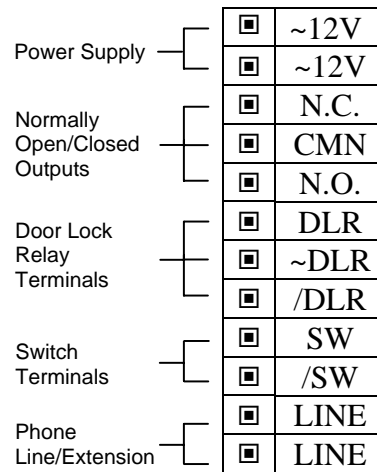 Power Supply
~12V
~12V
Normally
Open/Closed
Outputs
N.C.
CMN
N.O.
Door Lock
Relay
Terminals
DLR
~DLR
/DLR
Switch
Terminals
SW
/SW
Phone
Line/Extension
LINE
LINE